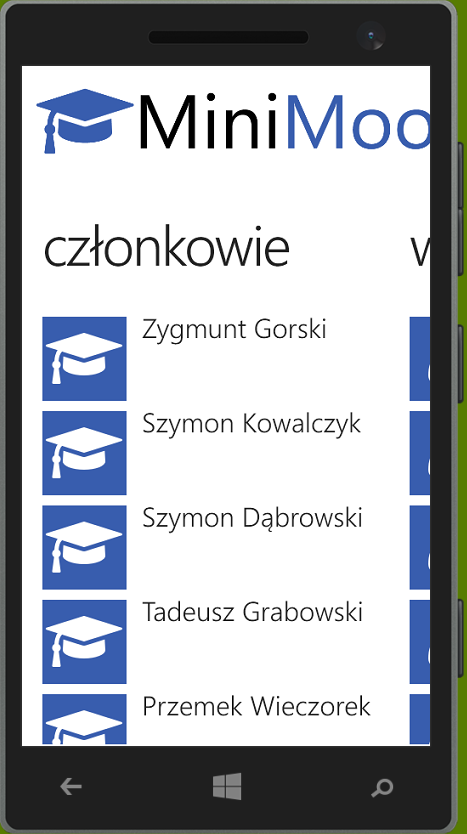 MiniMoo
członkowie
Zygmunt Gorski
Szymon Kowalczyk
Szymon Dąbrowski
Tadeusz Grabowski
Przemek Wieczorek